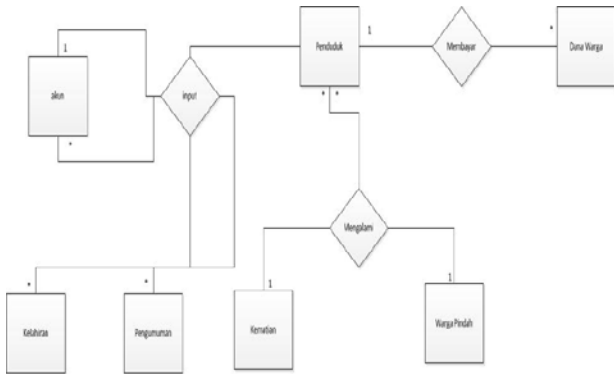 1
akun
*
input
Penduduk
1
Membayar
*
Dana Warga
* *
Mengalami
*
Kelahiran
*
Pengumuman
1
Kematian
1
Warga Pindah